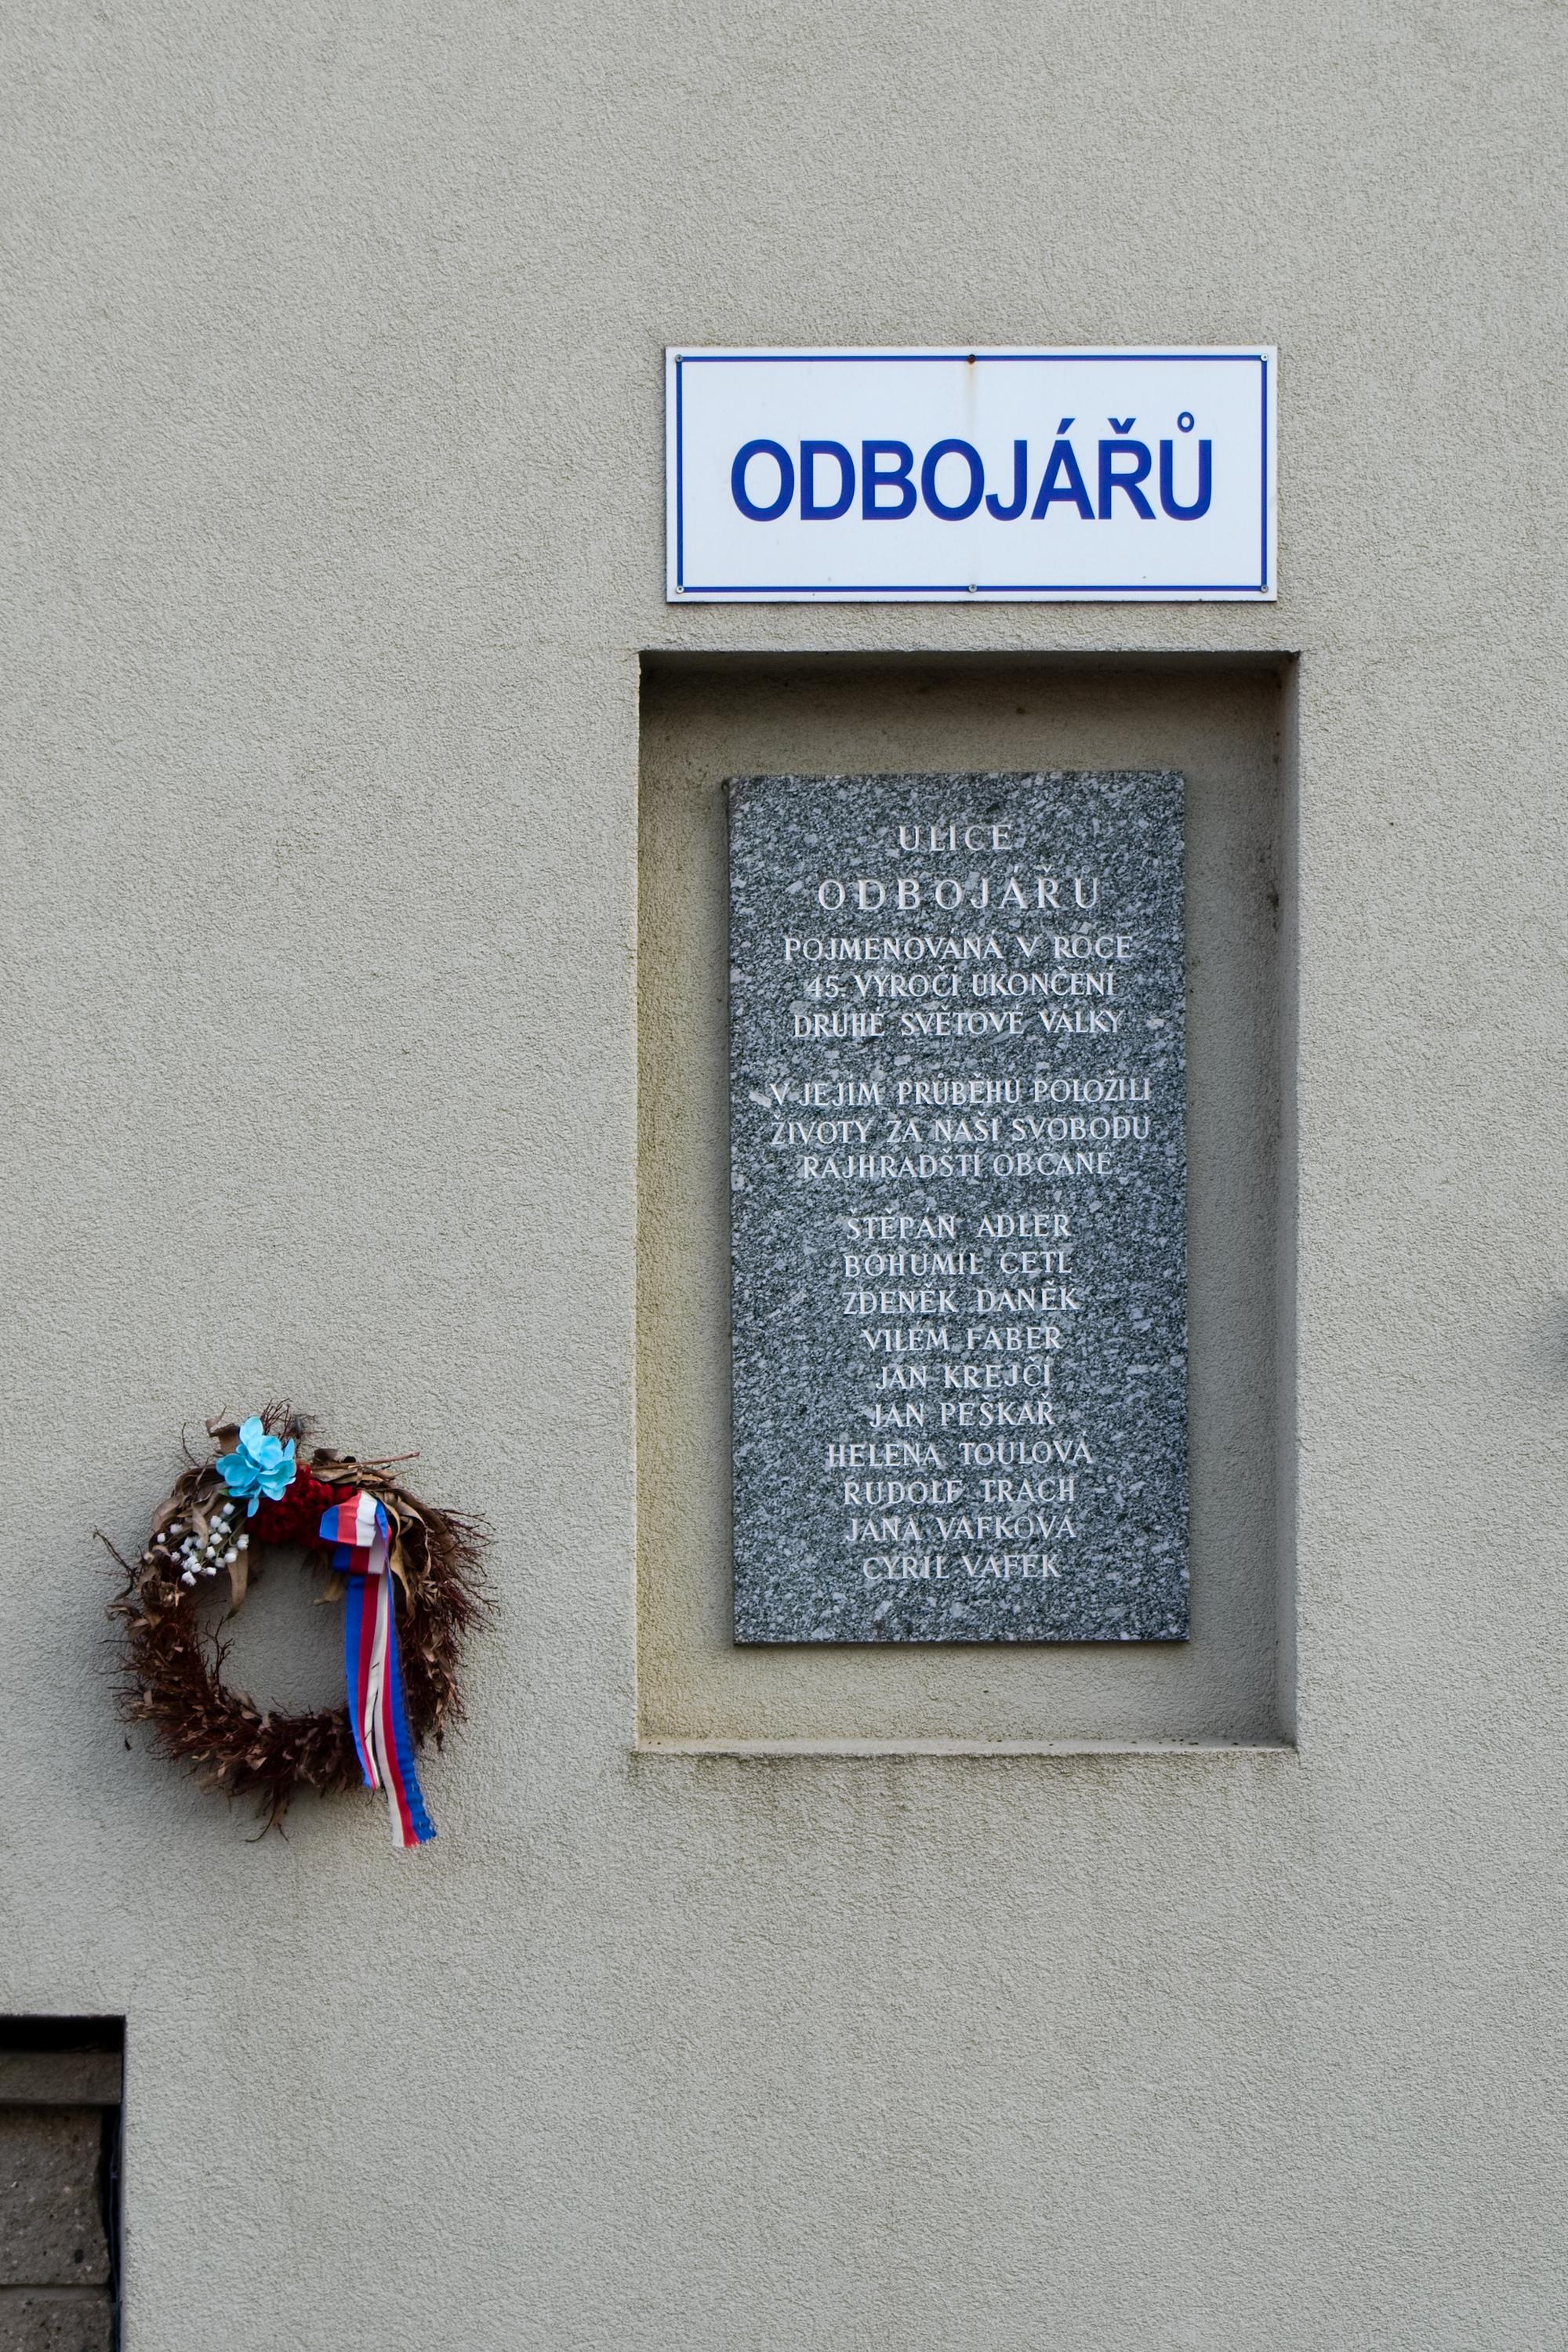 ODBOJÁŘŮ
ULICE
ODBOJÁŘŮ
POJMENOVÁNA V ROCE
45. VÝROČÍ UKONČENÍ
DRUHÉ SVĚTOVÉ VÁLKY
V JEJÍM PRŮBĚHU POLOŽILI
ŽIVOTY ZA NAŠI SVOBODU
RAJHRADŠTÍ OBČANÉ
ŠTĚPÁN ADLER
BOHUMIL CETL
ZDENĚK DANĚK
VILÉM FABER
JAN KREJČÍ
JAN PEŠKAŘ
HELENA TOULOVÁ
RUDOLF TRACH
JANA VAFKOVÁ
CYRIL VAFEK